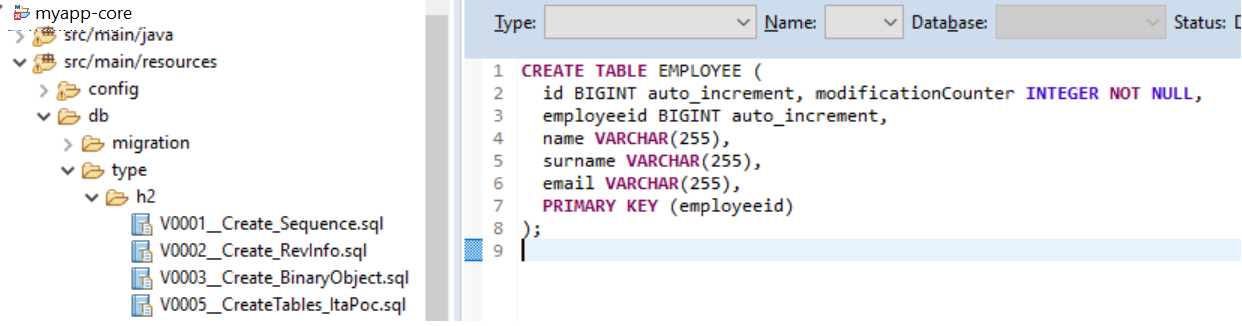 myapp-core
src/main/java
src/main/resources
config
db
migration
type
h2
V0001__Create_Sequence.sql
V0002__Create_RevInfo.sql
V0003__Create_BinaryObject.sql
V0005__CreateTables_ItaPoc.sql
Type: Name: Database: Status: D
1 CREATE TABLE EMPLOYEE (
2 id BIGINT auto_increment, modificationCounter INTEGER NOT NULL,
3 employeeid BIGINT auto_increment,
4 name VARCHAR(255),
5 surname VARCHAR(255),
6 email VARCHAR(255),
7 PRIMARY KEY (employeeid)
8 );
9